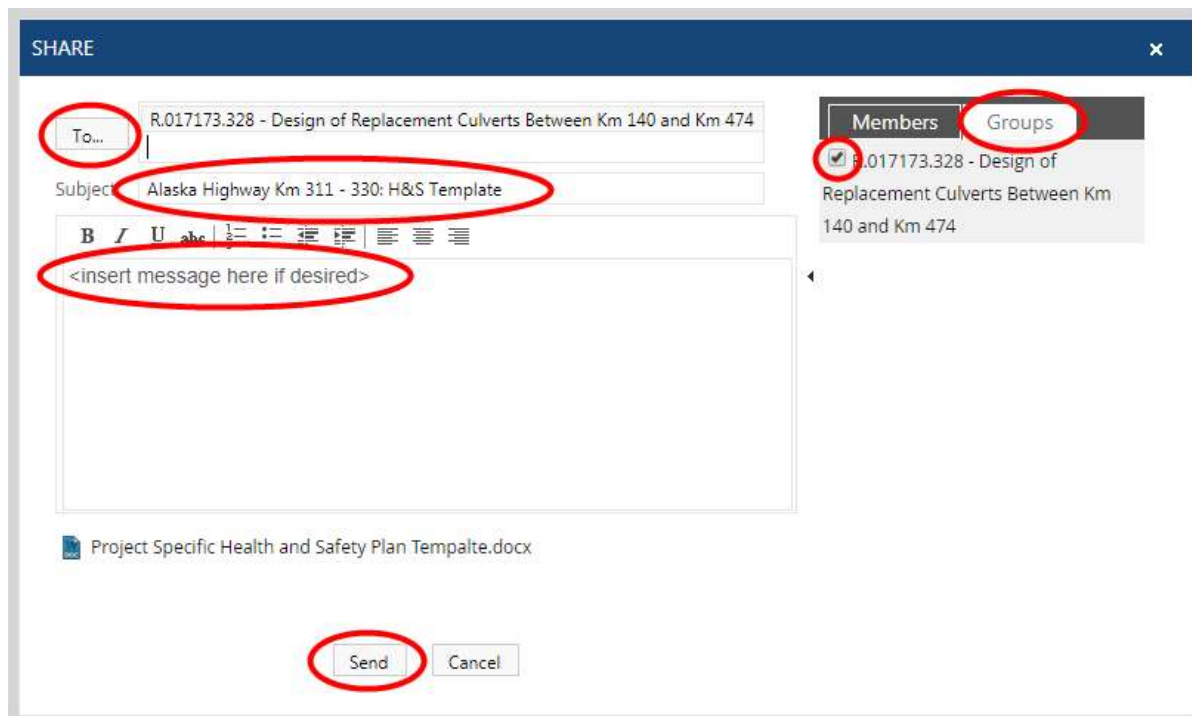 SHARE
×
To...
R.017173.328 - Design of Replacement Culverts Between Km 140 and Km 474
Subject
Alaska Highway Km 311 - 330: H&S Template
B I U abc
<insert message here if desired>
Project Specific Health and Safety Plan Tempalte.docx
Send Cancel
Members Groups
R.017173.328 - Design of
Replacement Culverts Between Km
140 and Km 474